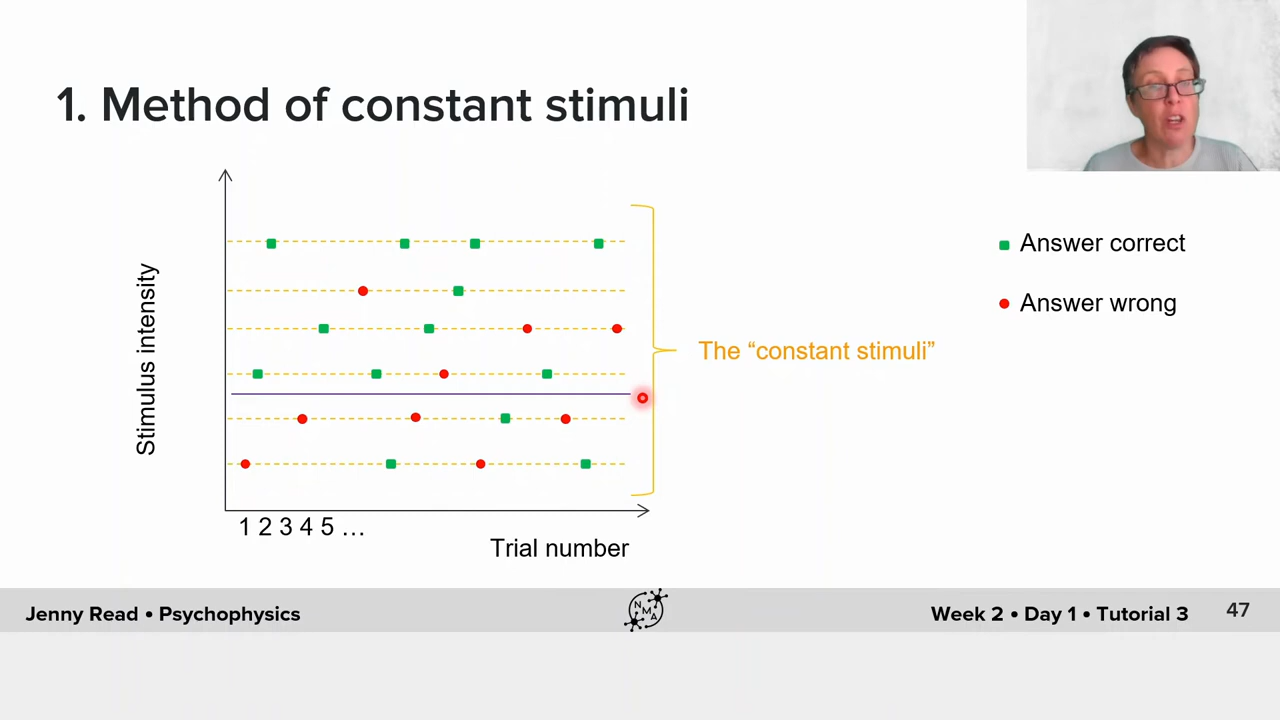 1. Method of constant stimuli
Stimulus intensity
Answer correct
Answer wrong
The “constant stimuli”
1 2 3 4 5 …
Trial number
Jenny Read • Psychophysics
N
M
A
Week 2 • Day 1 • Tutorial 3
47